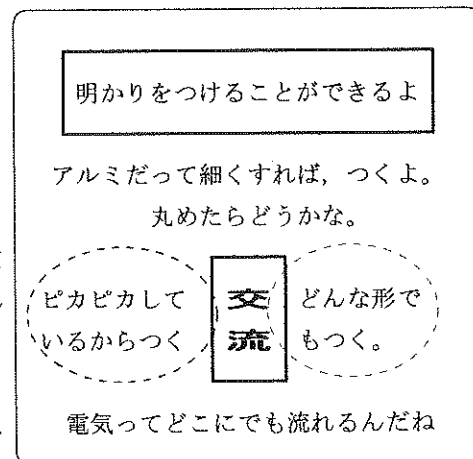 明かりをつけることができるよ
アルミだって細くすれば，つくよ。
丸めたらどうかな。
ピカピカして
いるからつく
交流
どんな形で
もつく。
電気ってどこにでも流れるんだね